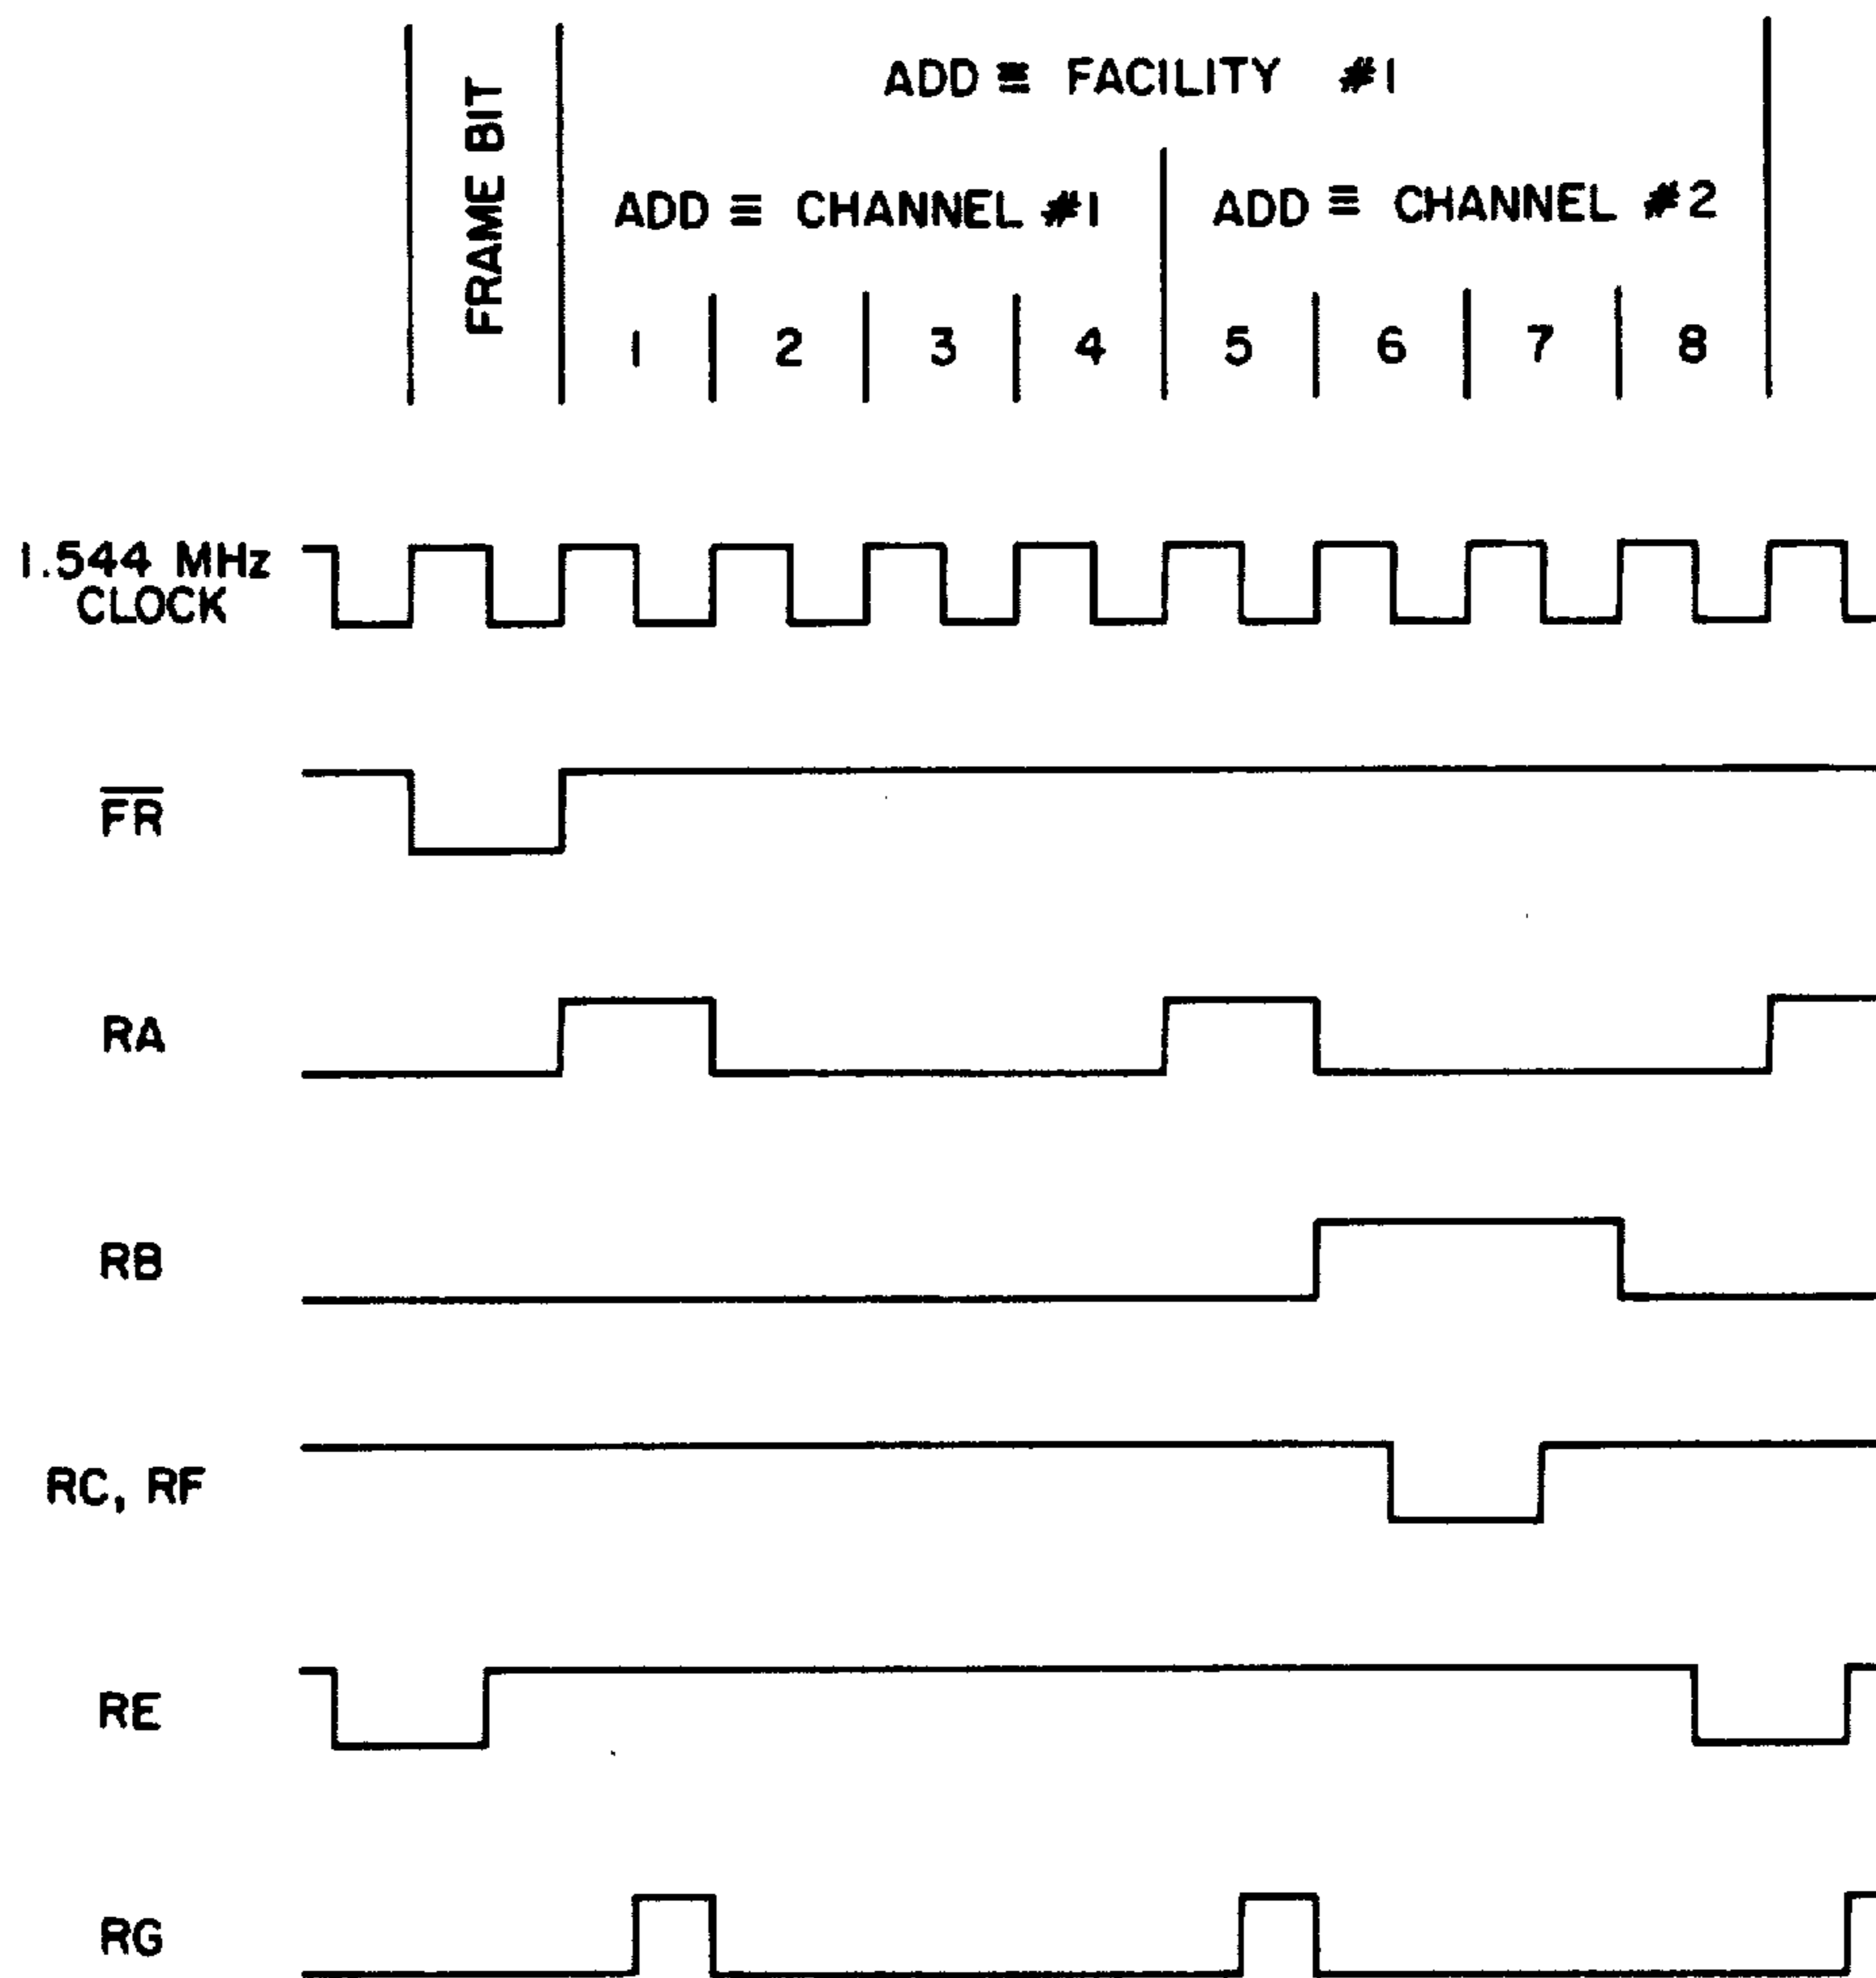 FRAME BIT
ADD ≡ FACILITY #1
ADD ≡ CHANNEL #1
ADD ≡ CHANNEL #2
1 2 3 4 5 6 7 8
1.544 MHz
CLOCK
F̅R̅
RA
RB
RC, RF
RE
RG